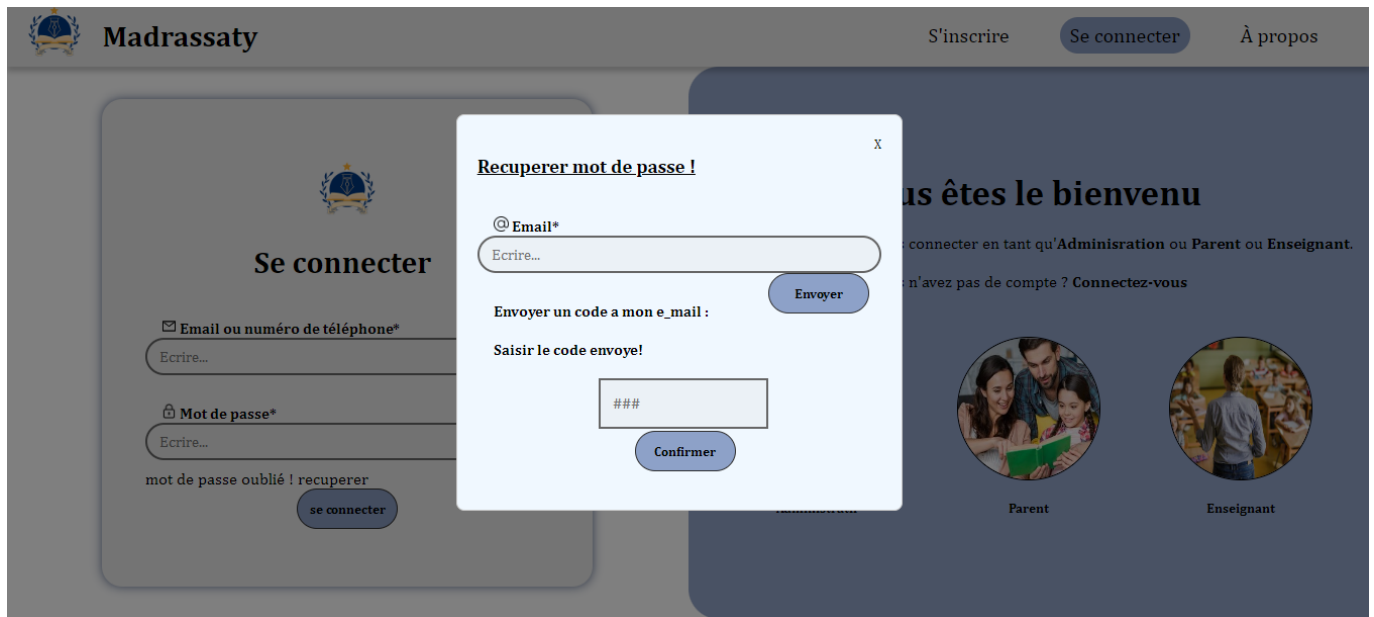 Madrassaty
S'inscrire
Se connecter
À propos
Se connecter
Email ou numéro de téléphone*
Ecrire...
Mot de passe*
Ecrire...
mot de passe oublié ! recuperer
se connecter
X
Recuperer mot de passe !
@ Email*
Ecrire...
Envoyer
Envoyer un code a mon e_mail :
Saisir le code envoye!
###
Confirmer
êtes le bienvenu
connecter en tant qu'Adminisration ou Parent ou Enseignant.
n'avez pas de compte ? Connectez-vous
Parent
Enseignant